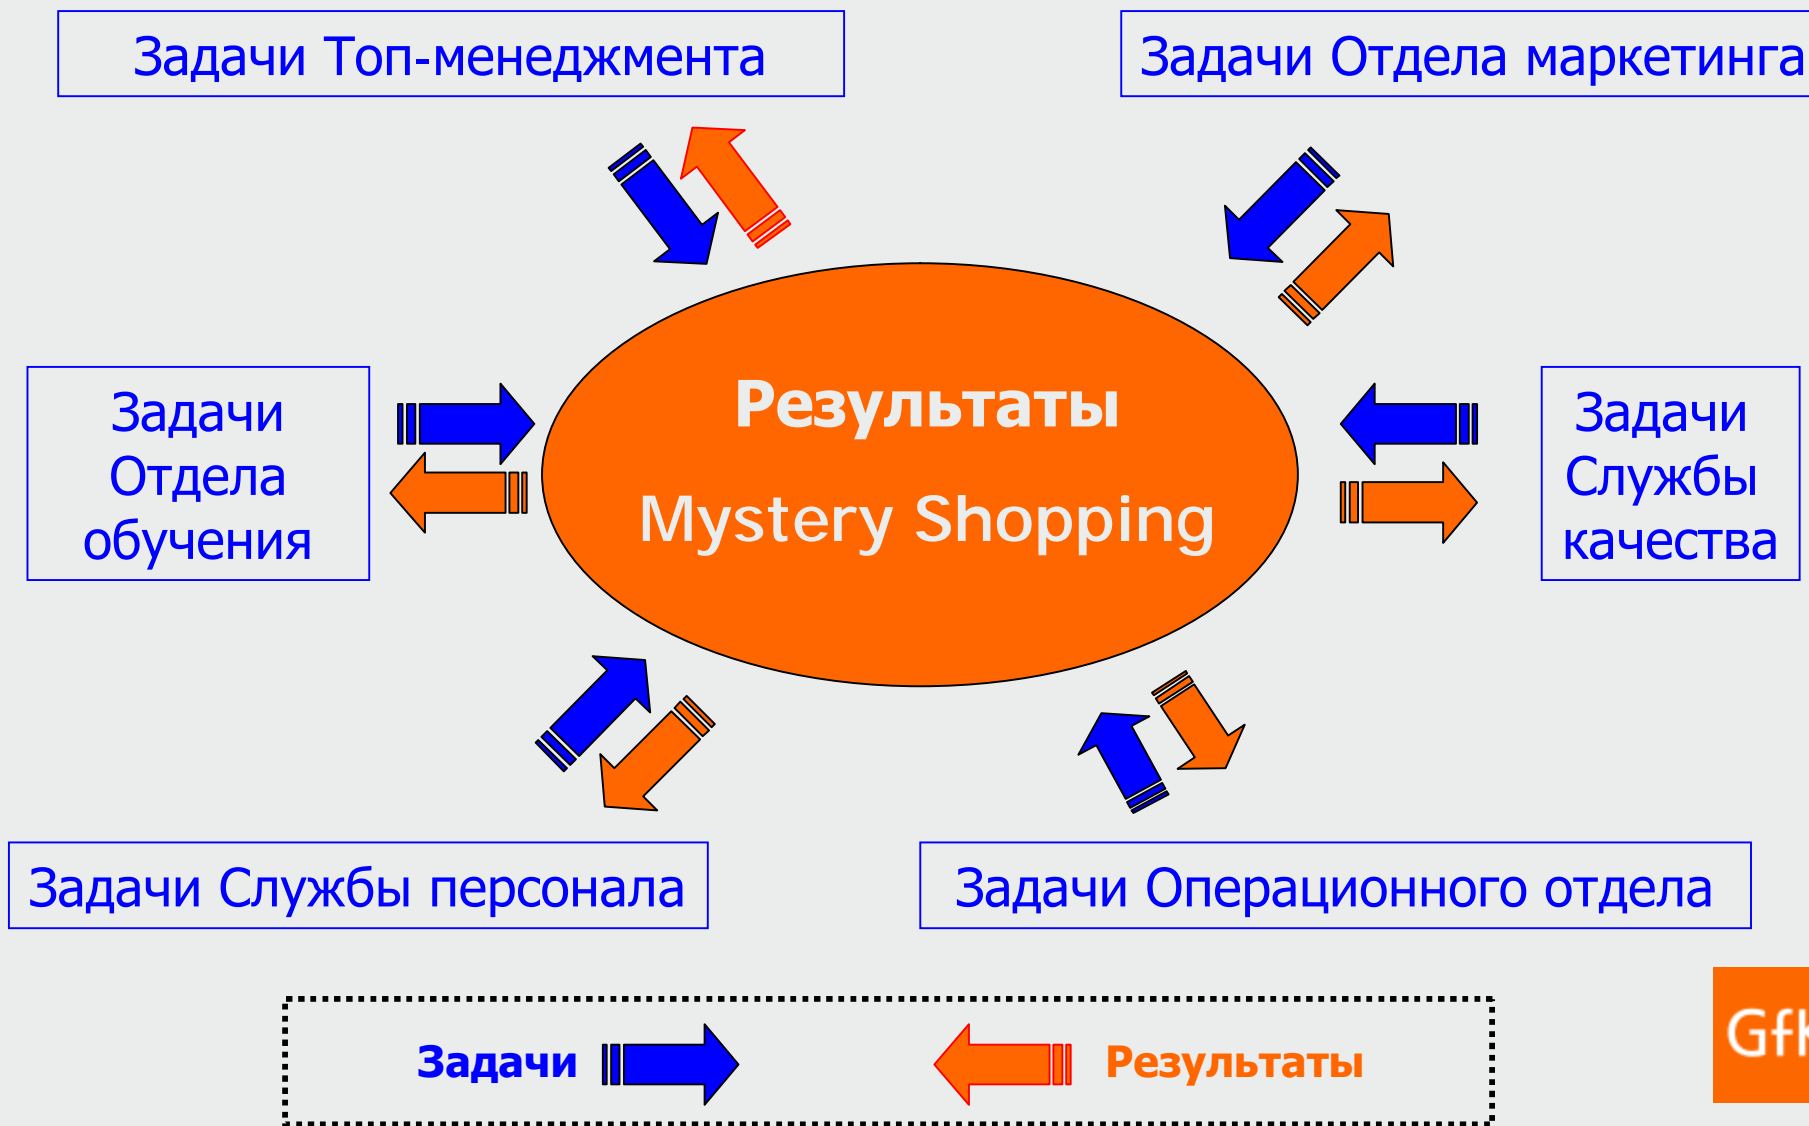 Задачи Топ-менеджмента
Задачи Отдела маркетинга
Задачи
Отдела
обучения
Результаты
Mystery Shopping
Задачи
Службы
качества
Задачи Службы персонала
Задачи Операционного отдела
Задачи
Результаты
GfK